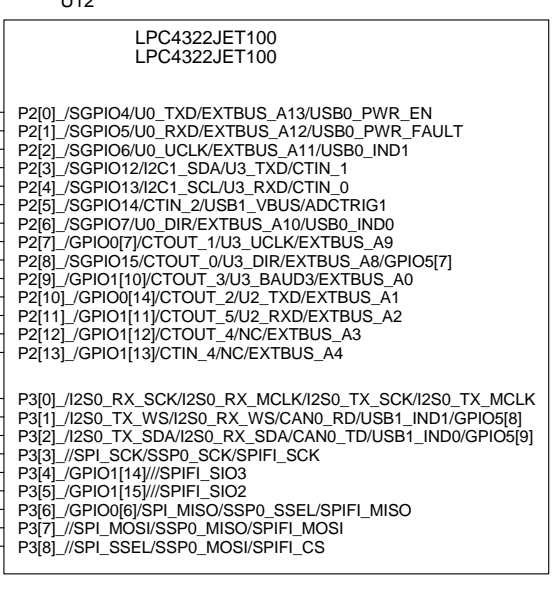 U12
LPC4322JET100
LPC4322JET100
P2[0]_/SGPIO4/U0_TXD/EXTBUS_A13/USB0_PWR_EN
P2[1]_/SGPIO5/U0_RXD/EXTBUS_A12/USB0_PWR_FAULT
P2[2]_/SGPIO6/U0_UCLK/EXTBUS_A11/USB0_IND1
P2[3]_/SGPIO12/I2C1_SDA/U3_TXD/CTIN_1
P2[4]_/SGPIO13/I2C1_SCL/U3_RXD/CTIN_0
P2[5]_/SGPIO14/CTIN_2/USB1_VBUS/ADCTRIG1
P2[6]_/SGPIO7/U0_DIR/EXTBUS_A10/USB0_IND0
P2[7]_/GPIO0[7]/CTOUT_1/U3_UCLK/EXTBUS_A9
P2[8]_/SGPIO15/CTOUT_0/U3_DIR/EXTBUS_A8/GPIO5[7]
P2[9]_/GPIO1[10]/CTOUT_3/U3_BAUD3/EXTBUS_A0
P2[10]_/GPIO0[14]/CTOUT_2/U2_TXD/EXTBUS_A1
P2[11]_/GPIO1[11]/CTOUT_5/U2_RXD/EXTBUS_A2
P2[12]_/GPIO1[12]/CTOUT_4/NC/EXTBUS_A3
P2[13]_/GPIO1[13]/CTIN_4/NC/EXTBUS_A4
P3[0]_/I2S0_RX_SCK/I2S0_RX_MCLK/I2S0_TX_SCK/I2S0_TX_MCLK
P3[1]_/I2S0_TX_WS/I2S0_RX_WS/CAN0_RD/USB1_IND1/GPIO5[8]
P3[2]_/I2S0_TX_SDA/I2S0_RX_SDA/CAN0_TD/USB1_IND0/GPIO5[9]
P3[3]_//SPI_SCK/SSP0_SCK/SPIFI_SCK
P3[4]_/GPIO1[14]///SPIFI_SIO3
P3[5]_/GPIO1[15]///SPIFI_SIO2
P3[6]_/GPIO0[6]/SPI_MISO/SSP0_SSEL/SPIFI_MISO
P3[7]_//SPI_MOSI/SSP0_MISO/SPIFI_MOSI
P3[8]_//SPI_SSEL/SSP0_MOSI/SPIFI_CS